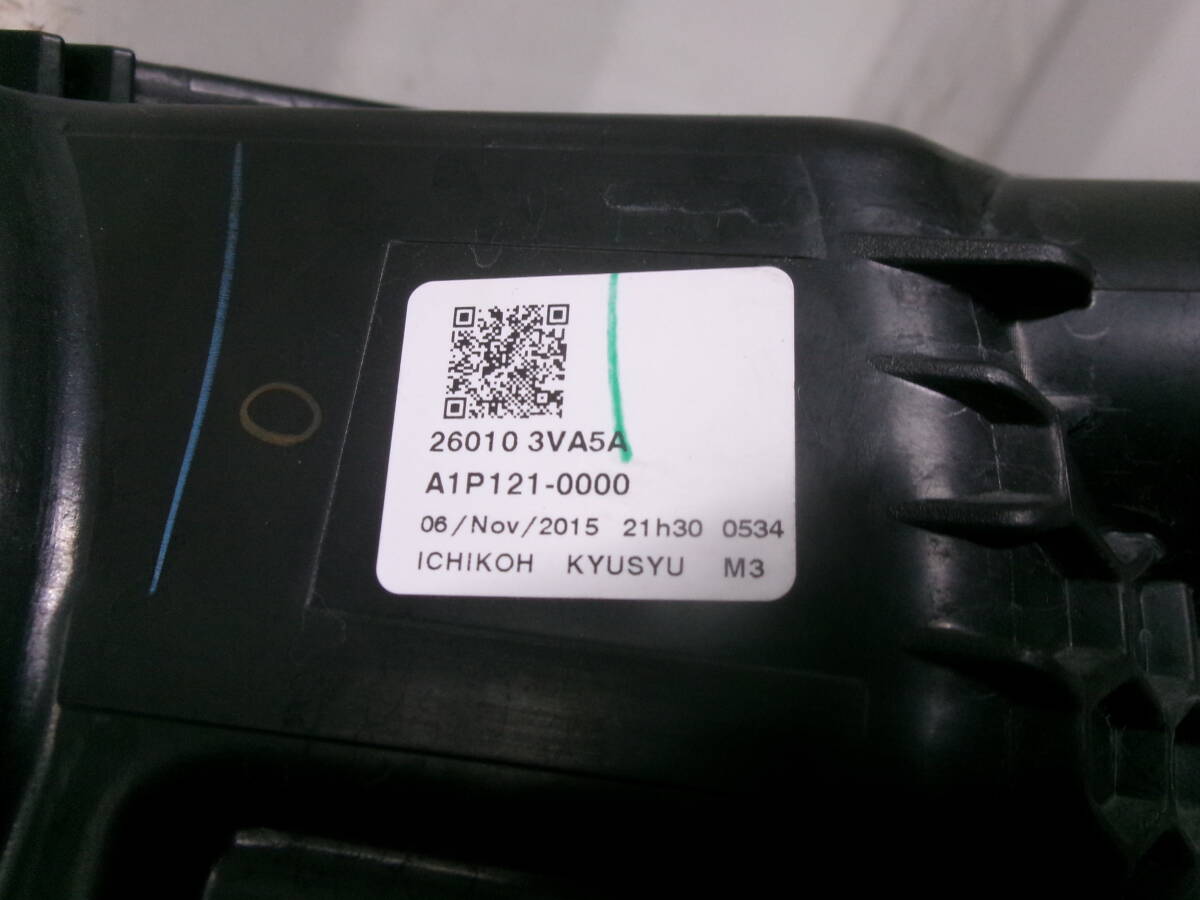 26010 3VA5A
A1P121-0000
06/Nov/2015 21h30 0534
ICHIKOH KYUSYU M3